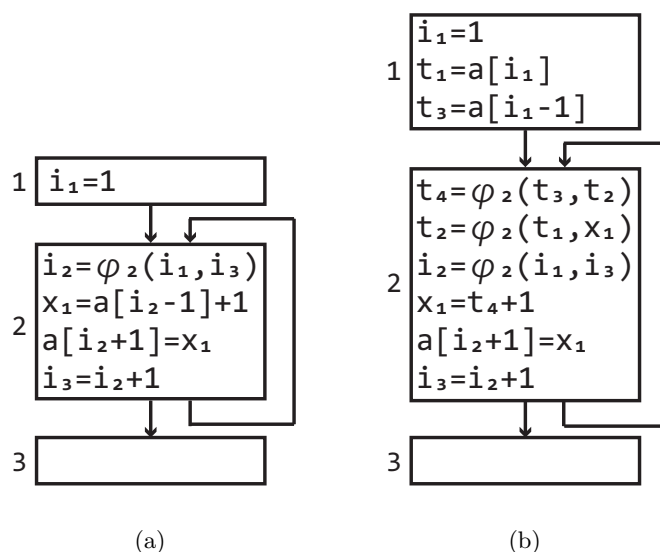 1
i₁=1
2
i₂=φ₂(i₁,i₃)
x₁=a[i₂-1]+1
a[i₂+1]=x₁
i₃=i₂+1
3
(a)
1
i₁=1
t₁=a[i₁]
t₃=a[i₁-1]
2
t₄=φ₂(t₃,t₂)
t₂=φ₂(t₁,x₁)
i₂=φ₂(i₁,i₃)
x₁=t₄+1
a[i₂+1]=x₁
i₃=i₂+1
3
(b)